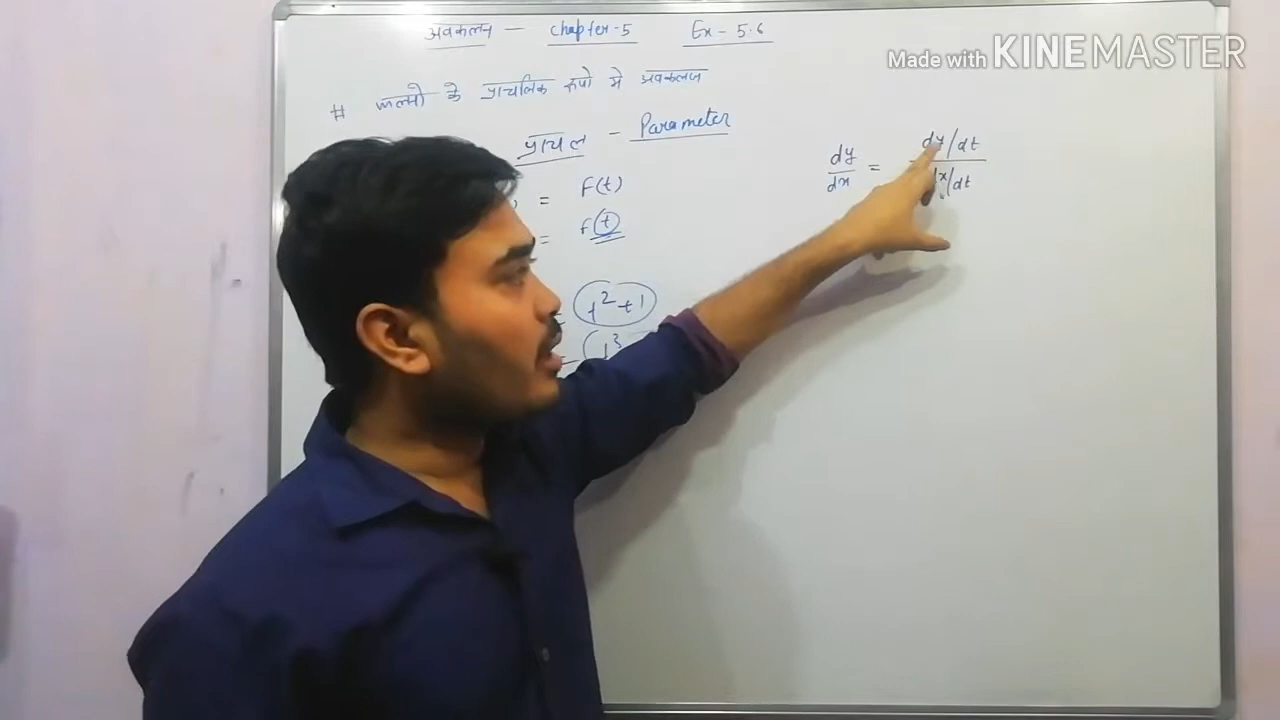 अवकलन — Chapter-5 Ex - 5.6
# फलनो के प्राचलिक रूपो मे अवकलज
प्राचल - Parameter
= F(t)
= f(t)
= t² + 1
= t³
dy/dx = dy/dt / dx/dt
Made with KINEMASTER